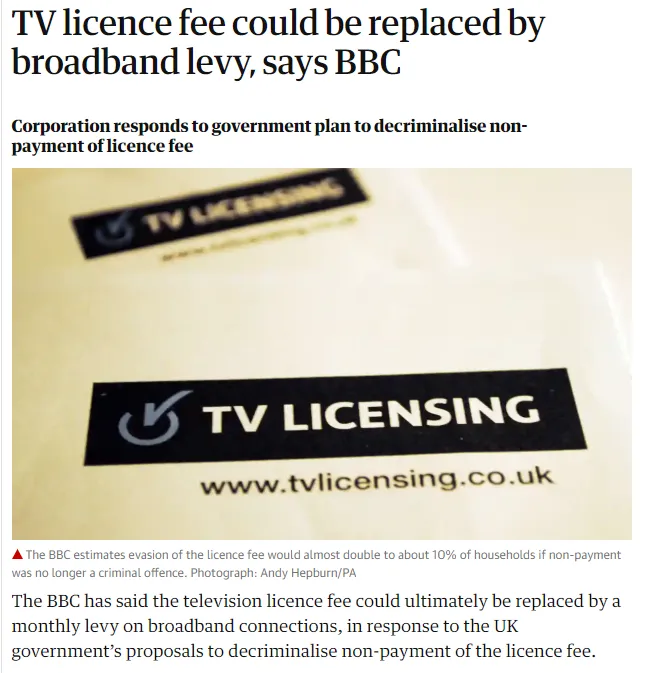 TV licence fee could be replaced by
broadband levy, says BBC
Corporation responds to government plan to decriminalise non-
payment of licence fee
TV LICENSING
www.tvlicensing.co.uk
TV LICENSING
www.tvlicensing.co.uk
The BBC estimates evasion of the licence fee would almost double to about 10% of households if non-payment
was no longer a criminal offence. Photograph: Andy Hepburn/PA
The BBC has said the television licence fee could ultimately be replaced by a
monthly levy on broadband connections, in response to the UK
government’s proposals to decriminalise non-payment of the licence fee.